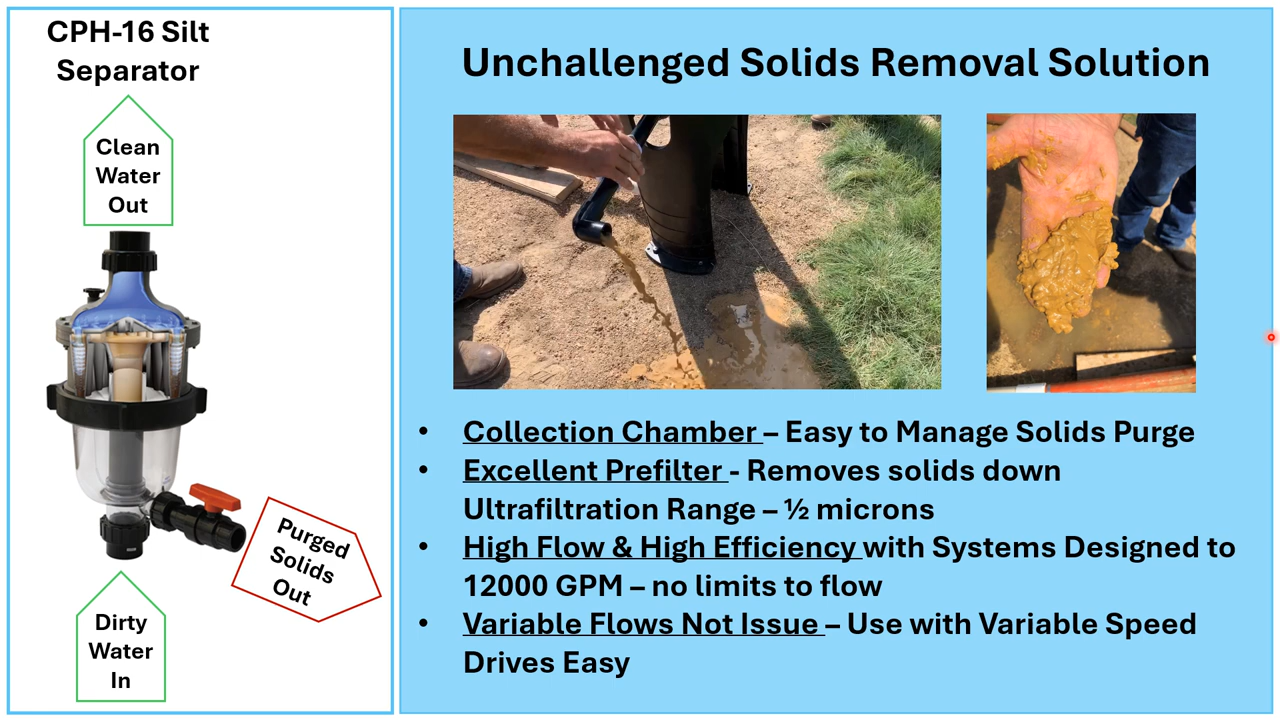 CPH-16 Silt
Separator
Clean
Water
Out
Purged
Solids
Out
Dirty
Water
In
Unchallenged Solids Removal Solution
• Collection Chamber – Easy to Manage Solids Purge
• Excellent Prefilter - Removes solids down
Ultrafiltration Range – ½ microns
• High Flow & High Efficiency with Systems Designed to
12000 GPM – no limits to flow
• Variable Flows Not Issue – Use with Variable Speed
Drives Easy